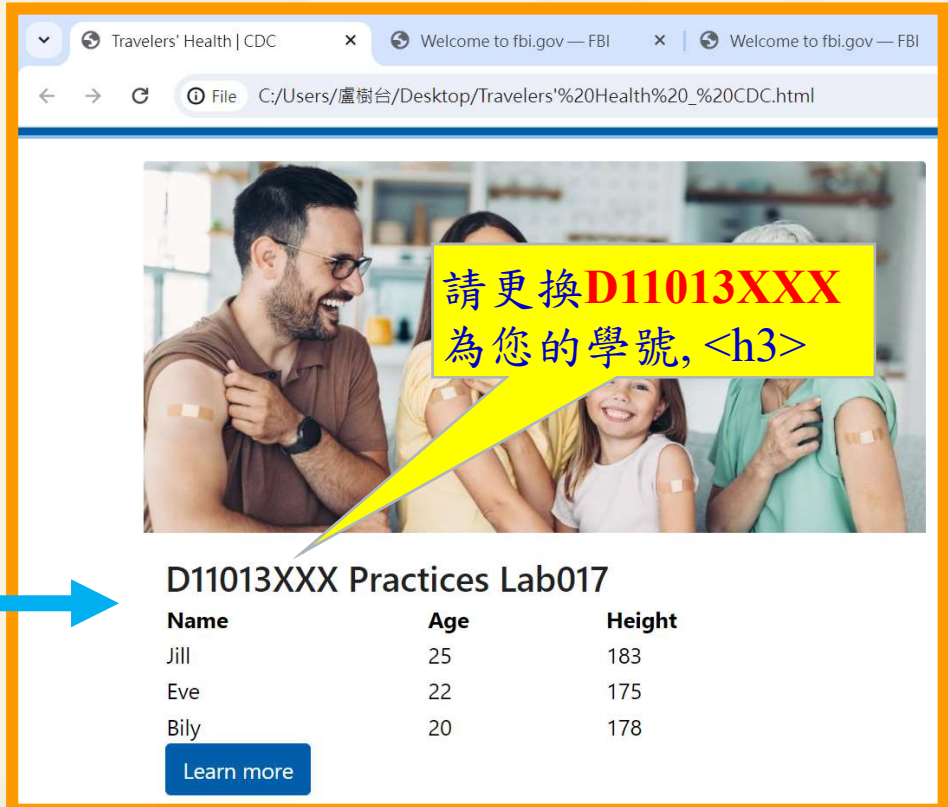 Travelers' Health | CDC
Welcome to fbi.gov — FBI
Welcome to fbi.gov — FBI
File C:/Users/盧樹台/Desktop/Travelers'%20Health%20_%20CDC.html
請更換D11013XXX
為您的學號, <h3>
D11013XXX Practices Lab017
Name Age Height
Jill 25 183
Eve 22 175
Bily 20 178
Learn more